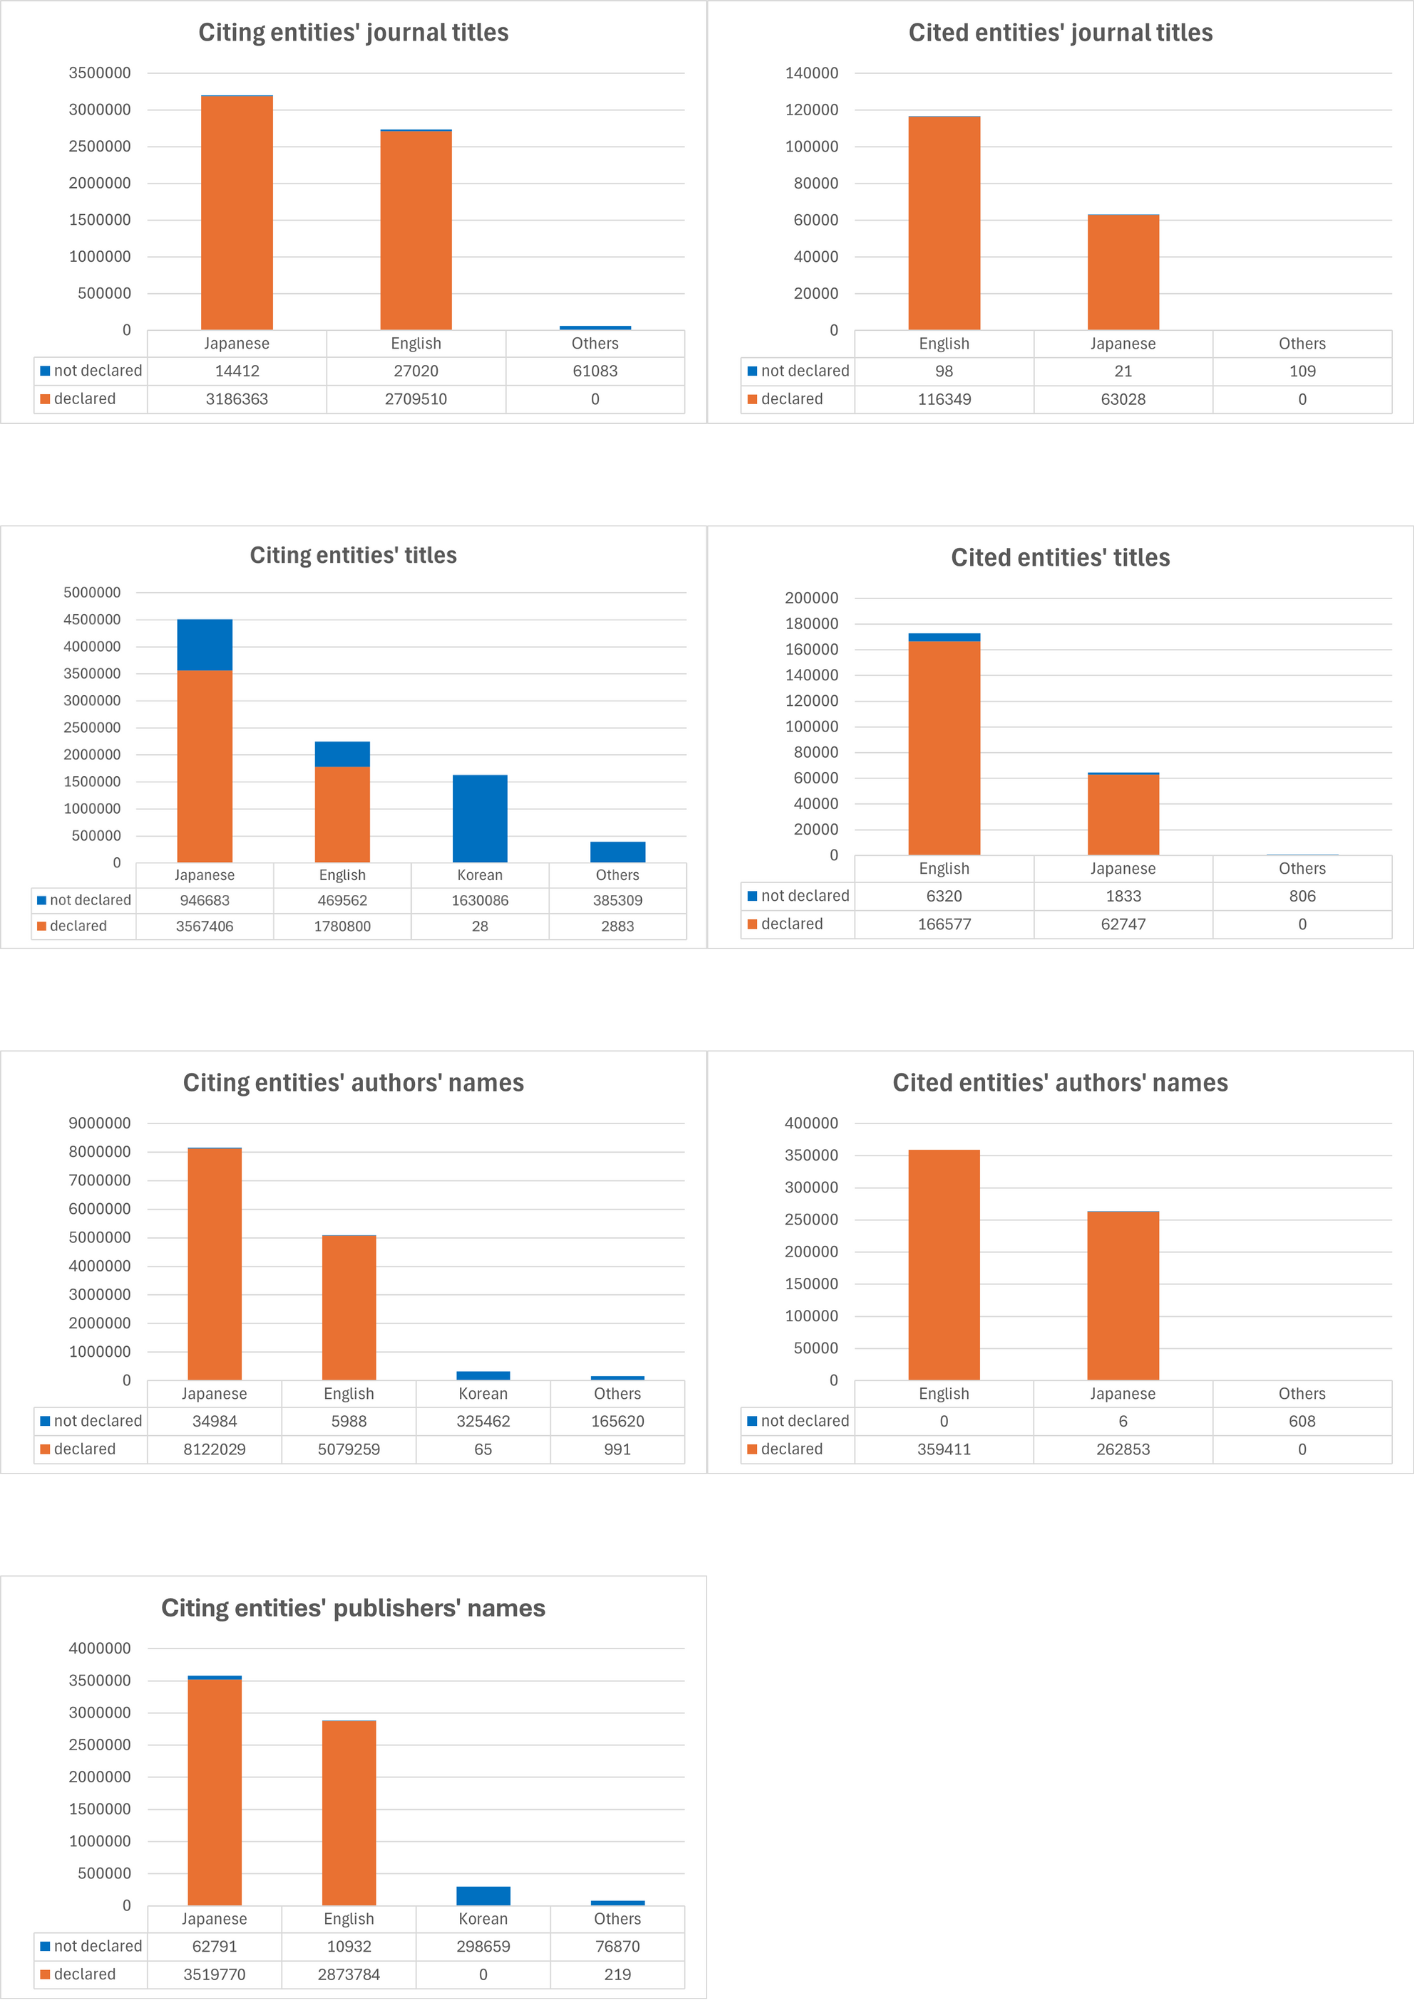 Citing entities' journal titles
3500000
3000000
2500000
2000000
1500000
1000000
500000
0
Japanese English Others
not declared 14412 27020 61083
declared 3186363 2709510 0
Cited entities' journal titles
140000
120000
100000
80000
60000
40000
20000
0
English Japanese Others
not declared 98 21 109
declared 116349 63028 0
Citing entities' titles
5000000
4500000
4000000
3500000
3000000
2500000
2000000
1500000
1000000
500000
0
Japanese English Korean Others
not declared 946683 469562 1630086 385309
declared 3567406 1780800 28 2883
Cited entities' titles
200000
180000
160000
140000
120000
100000
80000
60000
40000
20000
0
English Japanese Others
not declared 6320 1833 806
declared 166577 62747 0
Citing entities' authors' names
9000000
8000000
7000000
6000000
5000000
4000000
3000000
2000000
1000000
0
Japanese English Korean Others
not declared 34984 5988 325462 165620
declared 8122029 5079259 65 991
Cited entities' authors' names
400000
350000
300000
250000
200000
150000
100000
50000
0
English Japanese Others
not declared 0 6 608
declared 359411 262853 0
Citing entities' publishers' names
4000000
3500000
3000000
2500000
2000000
1500000
1000000
500000
0
Japanese English Korean Others
not declared 62791 10932 298659 76870
declared 3519770 2873784 0 219